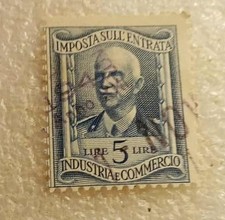 IMPOSTA SULL'ENTRATA
LIRE 5 LIRE
INDUSTRIA E COMMERCIO